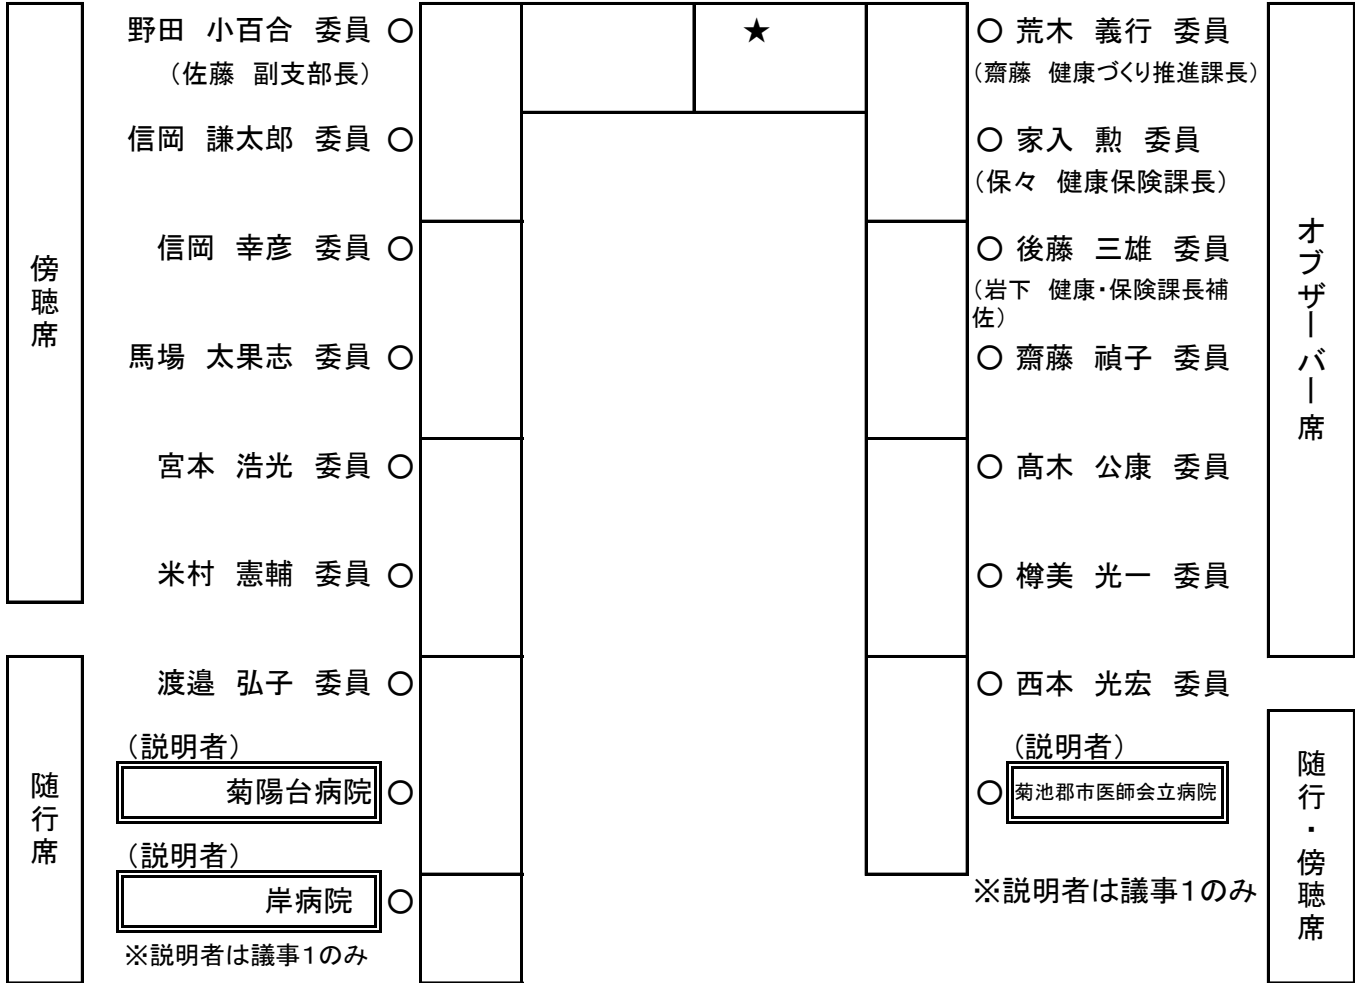 野田 小百合 委員 ○
（佐藤 副支部長）
信岡 謙太郎 委員 ○
信岡 幸彦 委員 ○
馬場 太果志 委員 ○
宮本 浩光 委員 ○
米村 憲輔 委員 ○
渡邉 弘子 委員 ○
（説明者）
菊陽台病院 ○
（説明者）
岸病院 ○
※説明者は議事１のみ
傍聴席
随行席
★
○ 荒木 義行 委員
（齋藤 健康づくり推進課長）
○ 家入 勲 委員
（保々 健康保険課長）
○ 後藤 三雄 委員
（岩下 健康・保険課長補
佐）
○ 齋藤 禎子 委員
○ 髙木 公康 委員
○ 樽美 光一 委員
○ 西本 光宏 委員
（説明者）
○ 菊池郡市医師会立病院
※説明者は議事１のみ
オブザーバー席
随行・傍聴席